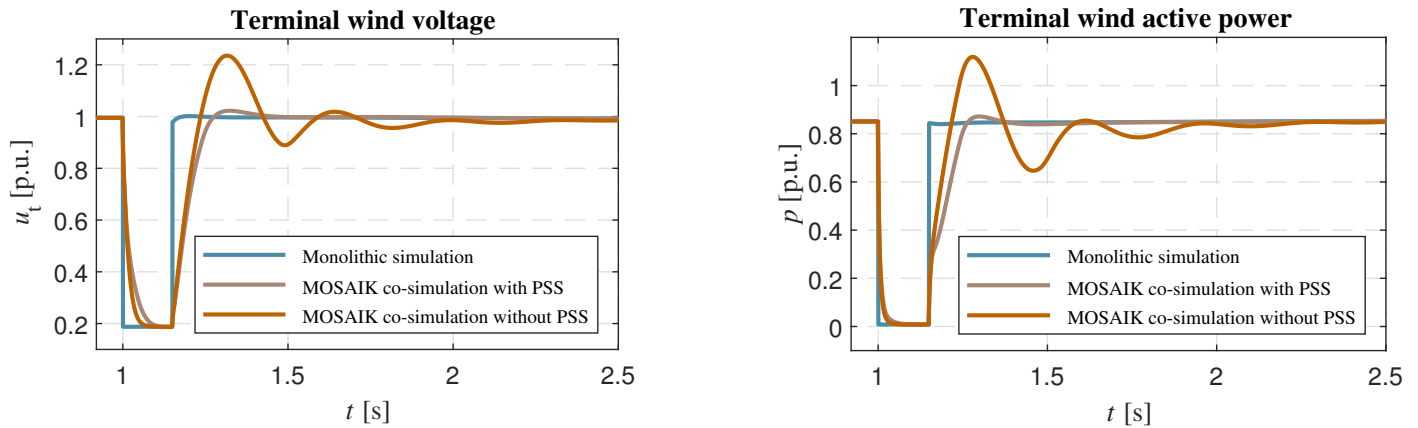 Terminal wind voltage
1.2
1
0.8
0.6
0.4
0.2
u_t [p.u.]
Monolithic simulation
MOSAIK co-simulation with PSS
MOSAIK co-simulation without PSS
1
1.5
2
2.5
t [s]
Terminal wind active power
1
0.8
0.6
0.4
0.2
0
p [p.u.]
Monolithic simulation
MOSAIK co-simulation with PSS
MOSAIK co-simulation without PSS
1
1.5
2
2.5
t [s]